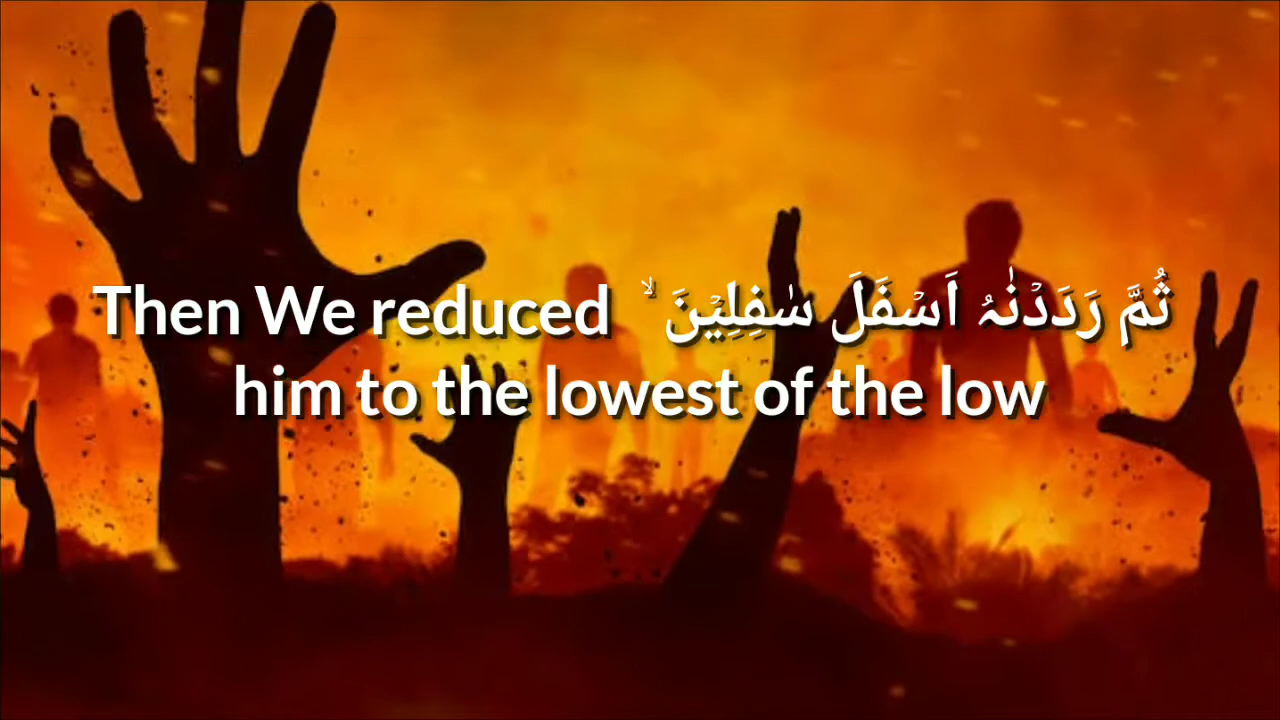 Then We reduced ثُمَّ رَدَدۡنٰہُ اَسۡفَلَ سٰفِلِیۡنَ ۙ
him to the lowest of the low